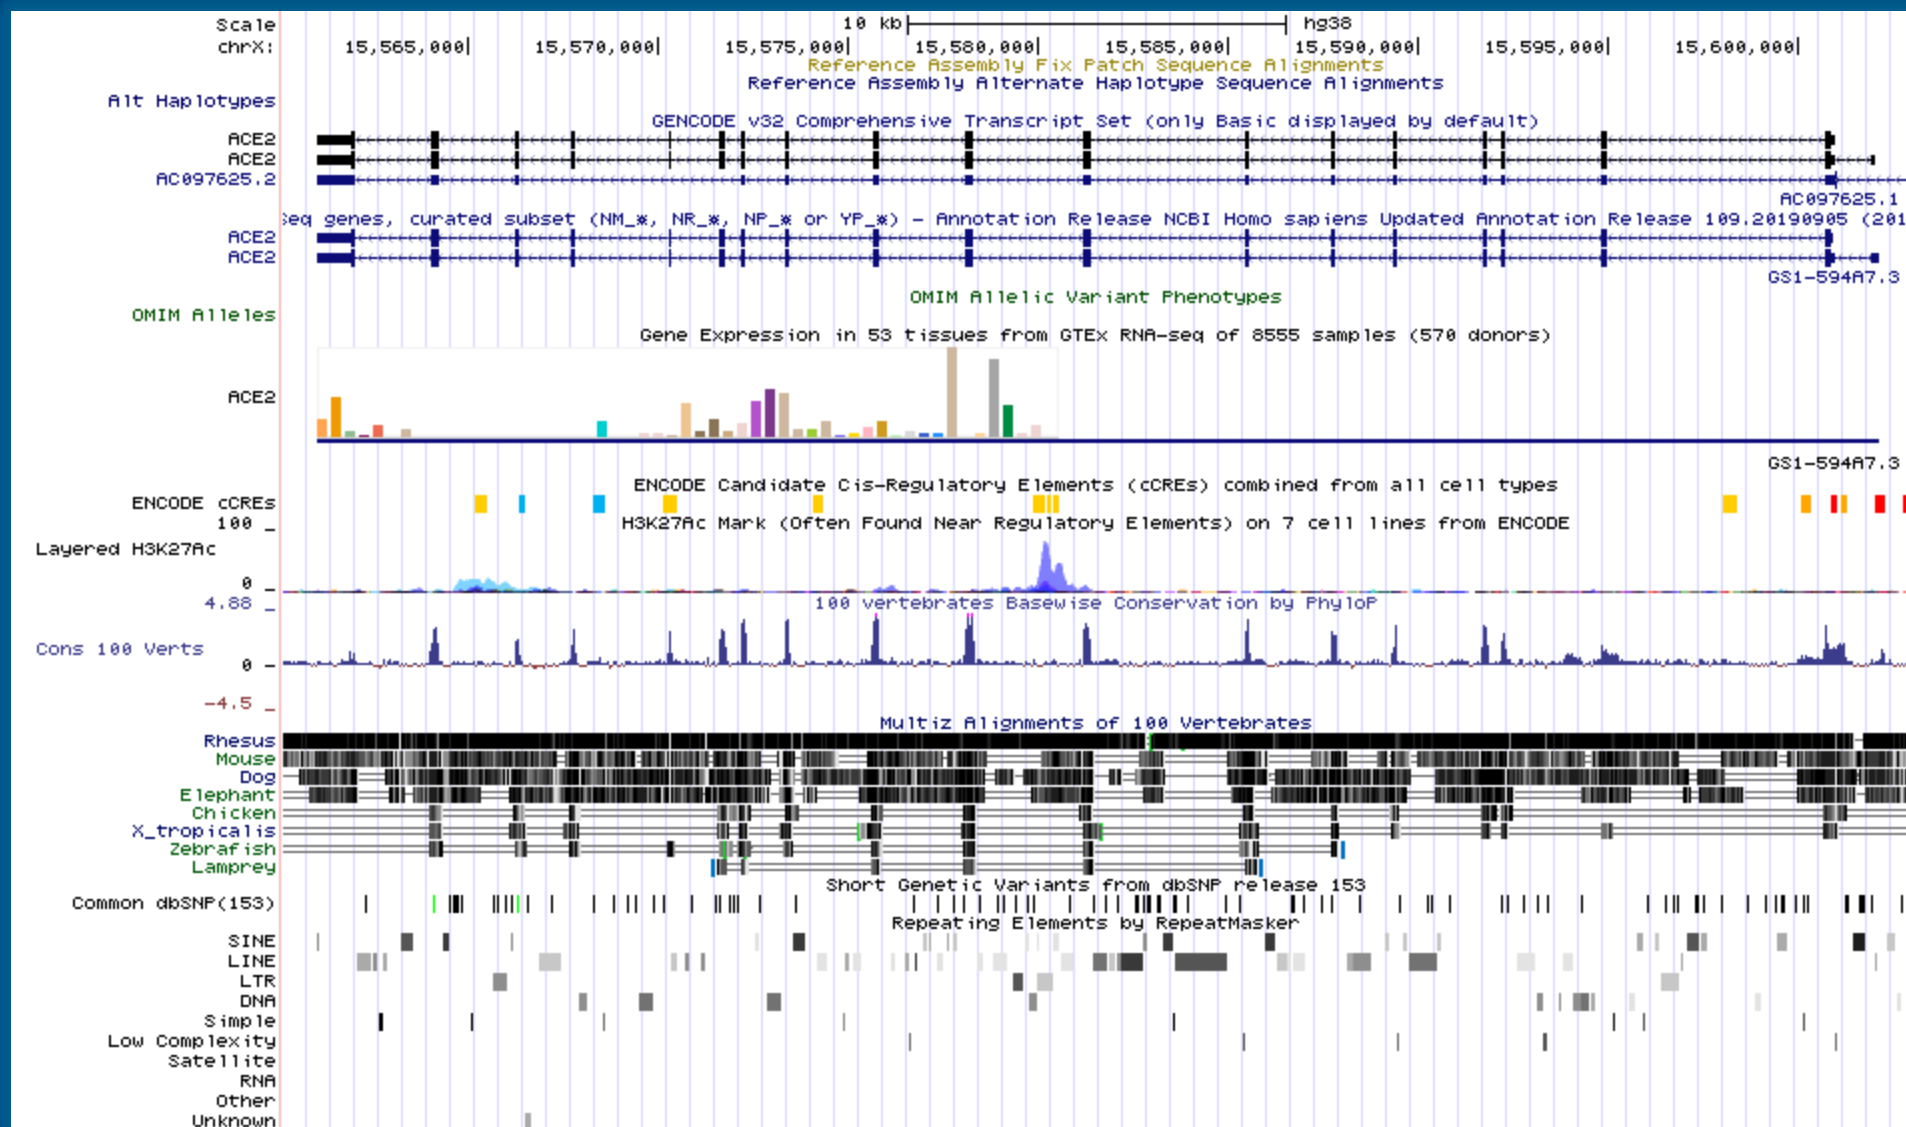 Scale 10 kb hg38
chrX: 15,565,000 15,570,000 15,575,000 15,580,000 15,585,000 15,590,000 15,595,000 15,600,000
Reference Assembly Fix Patch Sequence Alignments
Reference Assembly Alternate Haplotype Sequence Alignments
Alt Haplotypes
GENCODE v32 Comprehensive Transcript Set (only Basic displayed by default)
ACE2
ACE2
AC097625.2
AC097625.1
Seq genes, curated subset (NM_*, NR_*, NP_* or YP_*) - Annotation Release NCBI Homo sapiens Updated Annotation Release 109.20190905 (201
ACE2
ACE2
GS1-594A7.3
OMIM Allelic Variant Phenotypes
OMIM Alleles
Gene Expression in 53 tissues from GTEx RNA-seq of 8555 samples (570 donors)
ACE2
GS1-594A7.3
ENCODE Candidate Cis-Regulatory Elements (cCREs) combined from all cell types
ENCODE cCREs
H3K27Ac Mark (Often Found Near Regulatory Elements) on 7 cell lines from ENCODE
100 _
Layered H3K27Ac
0 _
100 vertebrates Basewise Conservation by PhyloP
4.88 _
Cons 100 Verts
0 _
-4.5 _
Multiz Alignments of 100 Vertebrates
Rhesus
Mouse
Dog
Elephant
Chicken
X_tropicalis
Zebrafish
Lamprey
Short Genetic Variants from dbSNP release 153
Common dbSNP(153)
Repeating Elements by RepeatMasker
SINE
LINE
LTR
DNA
Simple
Low Complexity
Satellite
RNA
Other
Unknown